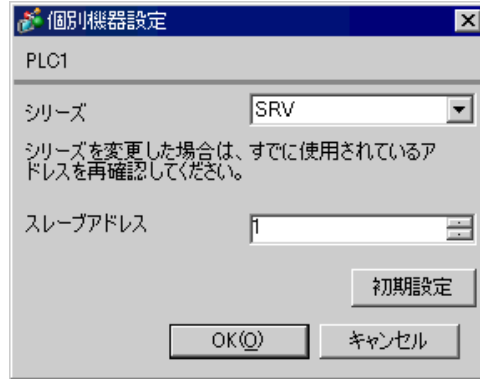 個別機器設定
PLC1
シリーズ
SRV
シリーズを変更した場合は、すでに使用されているア
ドレスを再確認してください。
スレーブアドレス
1
初期設定
OK(O)
キャンセル